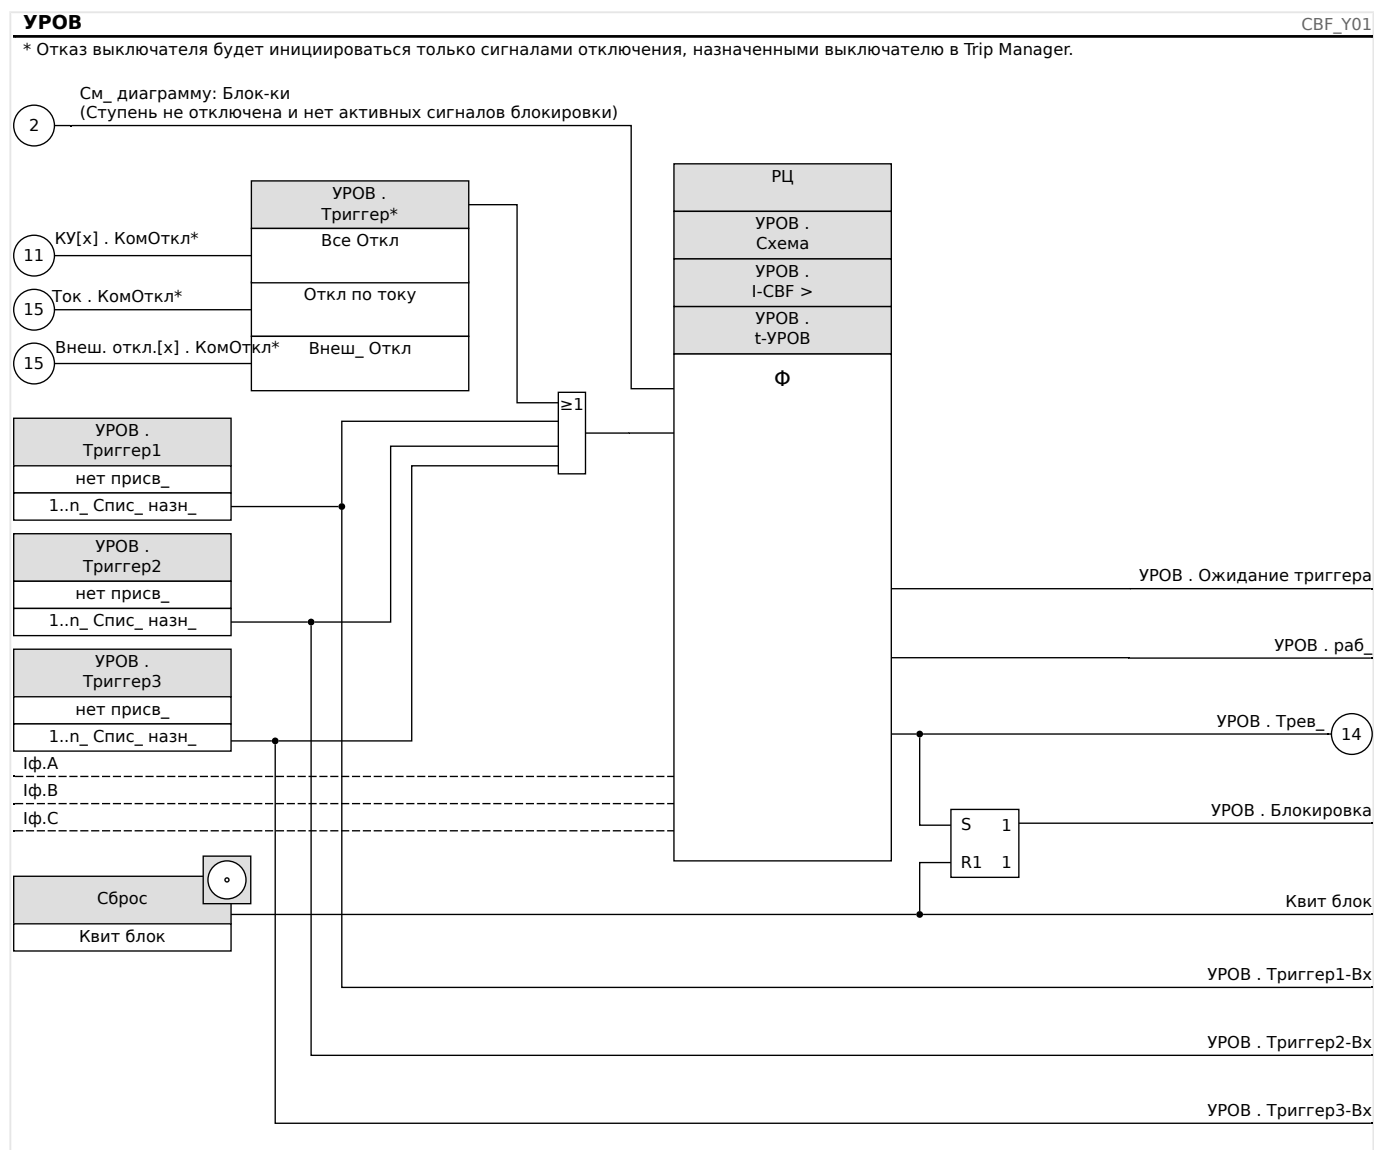 УРОВ
CBF_Y01
* Отказ выключателя будет инициироваться только сигналами отключения, назначенными выключателю в Trip Manager.
См_ диаграмму: Блок-ки
(Ступень не отключена и нет активных сигналов блокировки)
2
РЦ
УРОВ .
Схема
УРОВ .
I-CBF >
УРОВ .
t-УРОВ
Φ
УРОВ .
Триггер*
КУ[x] . КомОткл*
11
Все Откл
Ток . КомОткл*
15
Откл по току
Внеш. откл.[x] . КомОткл*
15
Внеш_ Откл
≥1
УРОВ .
Триггер1
нет присв_
1..n_ Спис_ назн_
УРОВ .
Триггер2
нет присв_
1..n_ Спис_ назн_
УРОВ .
Триггер3
нет присв_
1..n_ Спис_ назн_
УРОВ . Ожидание триггера
УРОВ . раб_
УРОВ . Трев_
14
Iф.A
Iф.B
Iф.C
S 1
R1 1
УРОВ . Блокировка
Сброс
Квит блок
Квит блок
УРОВ . Триггер1-Вх
УРОВ . Триггер2-Вх
УРОВ . Триггер3-Вх